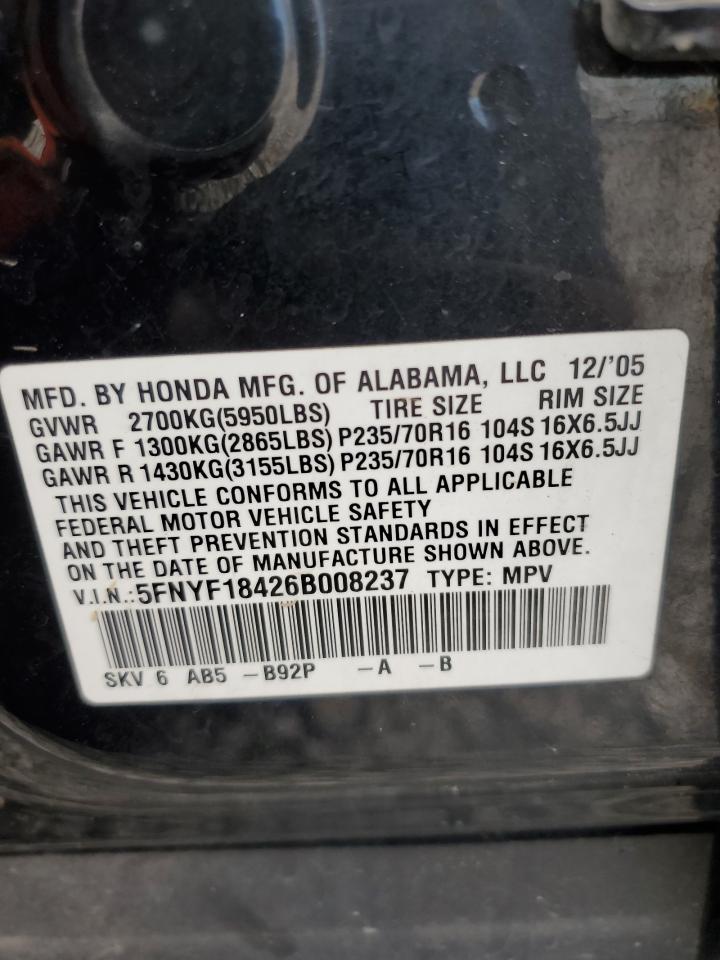 MFD. BY HONDA MFG. OF ALABAMA, LLC 12/'05
GVWR 2700KG(5950LBS) TIRE SIZE RIM SIZE
GAWR F 1300KG(2865LBS) P235/70R16 104S 16X6.5JJ
GAWR R 1430KG(3155LBS) P235/70R16 104S 16X6.5JJ
THIS VEHICLE CONFORMS TO ALL APPLICABLE
FEDERAL MOTOR VEHICLE SAFETY
AND THEFT PREVENTION STANDARDS IN EFFECT
ON THE DATE OF MANUFACTURE SHOWN ABOVE.
V.I.N.:5FNYF18426B008237 TYPE: MPV
SKV 6 AB5 -B92P -A -B